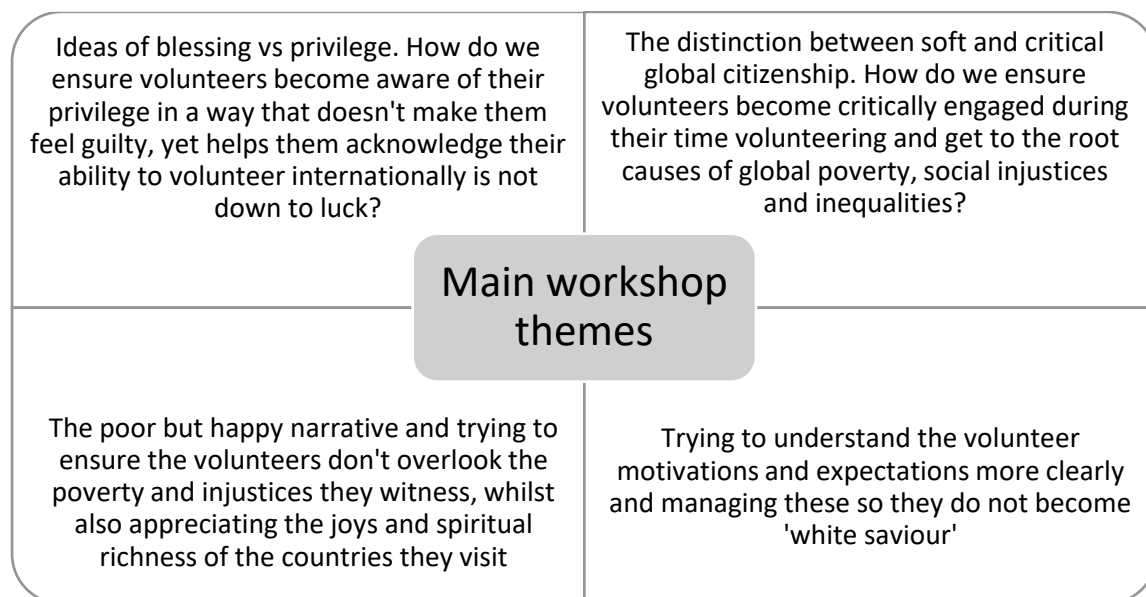 Ideas of blessing vs privilege. How do we
ensure volunteers become aware of their
privilege in a way that doesn't make them
feel guilty, yet helps them acknowledge their
ability to volunteer internationally is not
down to luck?
The distinction between soft and critical
global citizenship. How do we ensure
volunteers become critically engaged during
their time volunteering and get to the root
causes of global poverty, social injustices
and inequalities?
Main workshop
themes
The poor but happy narrative and trying to
ensure the volunteers don't overlook the
poverty and injustices they witness, whilst
also appreciating the joys and spiritual
richness of the countries they visit
Trying to understand the volunteer
motivations and expectations more clearly
and managing these so they do not become
'white saviour'